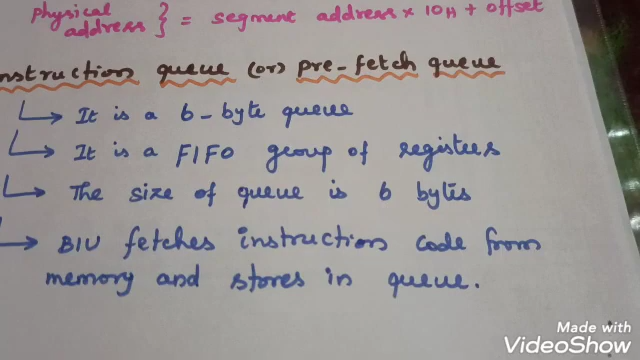 physical
address } = segment address × 10H + offset
nstruction queue (or) pre-fetch queue
It is a 6-byte queue
It is a FIFO group of registers
The size of queue is 6 bytes
BIU fetches instruction code from
memory and stores in queue.
Made with
VideoShow